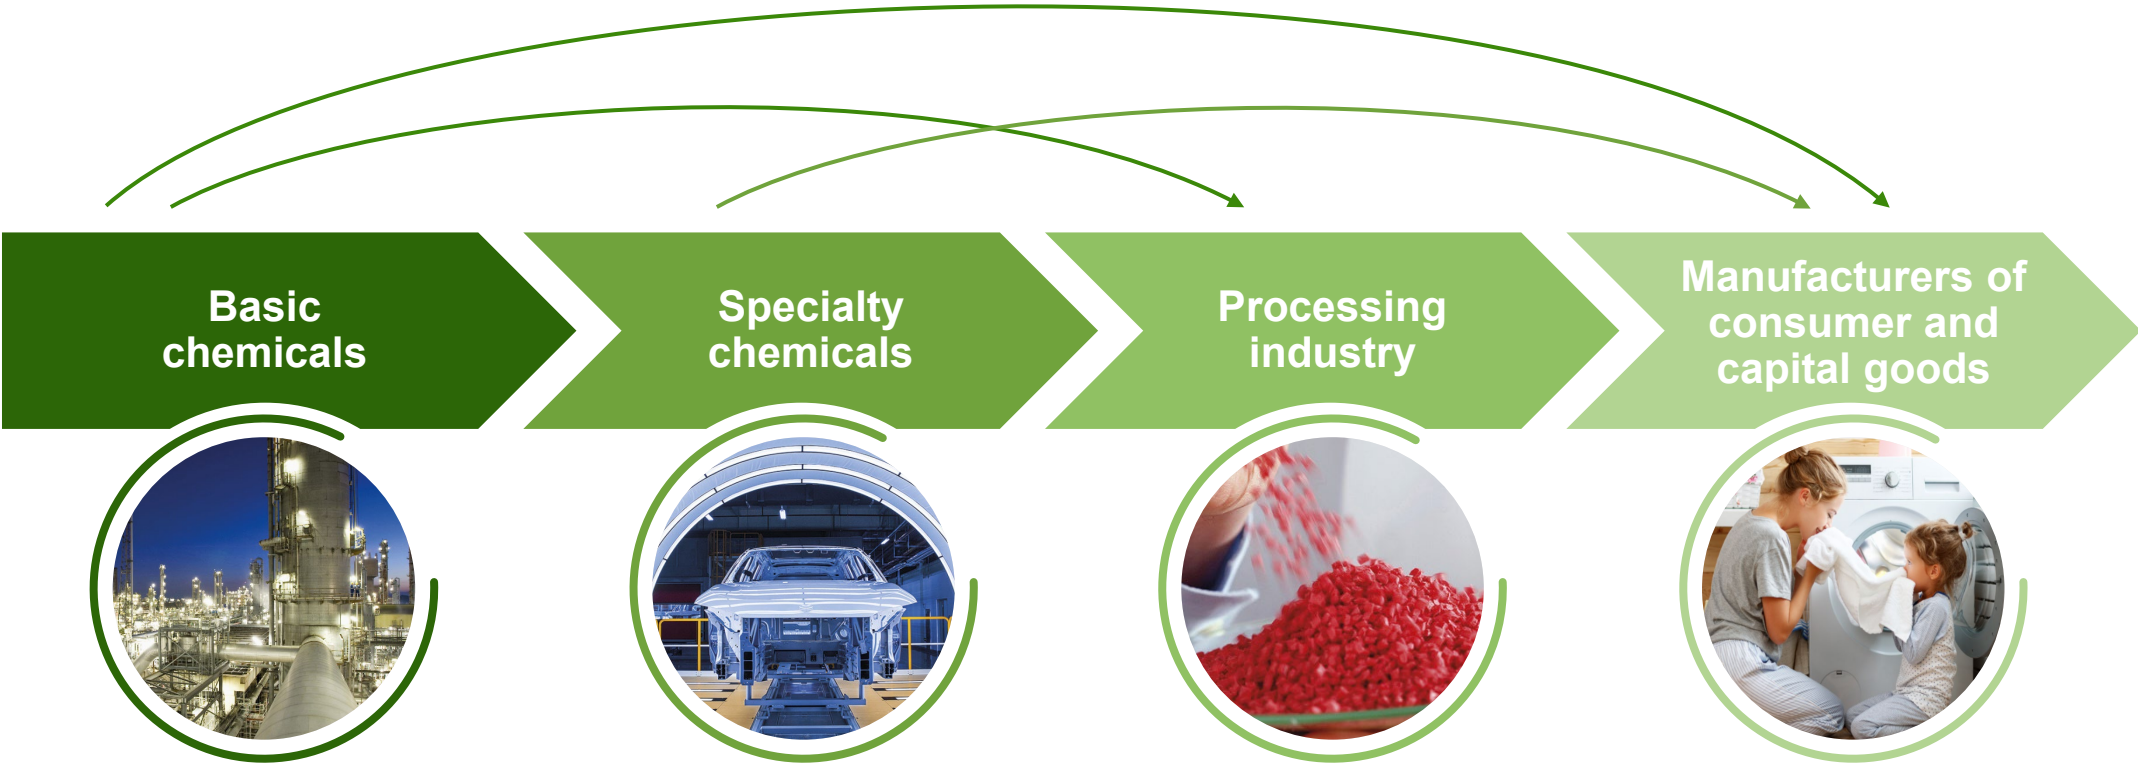 Basic
chemicals
Specialty
chemicals
Processing
industry
Manufacturers of
consumer and
capital goods